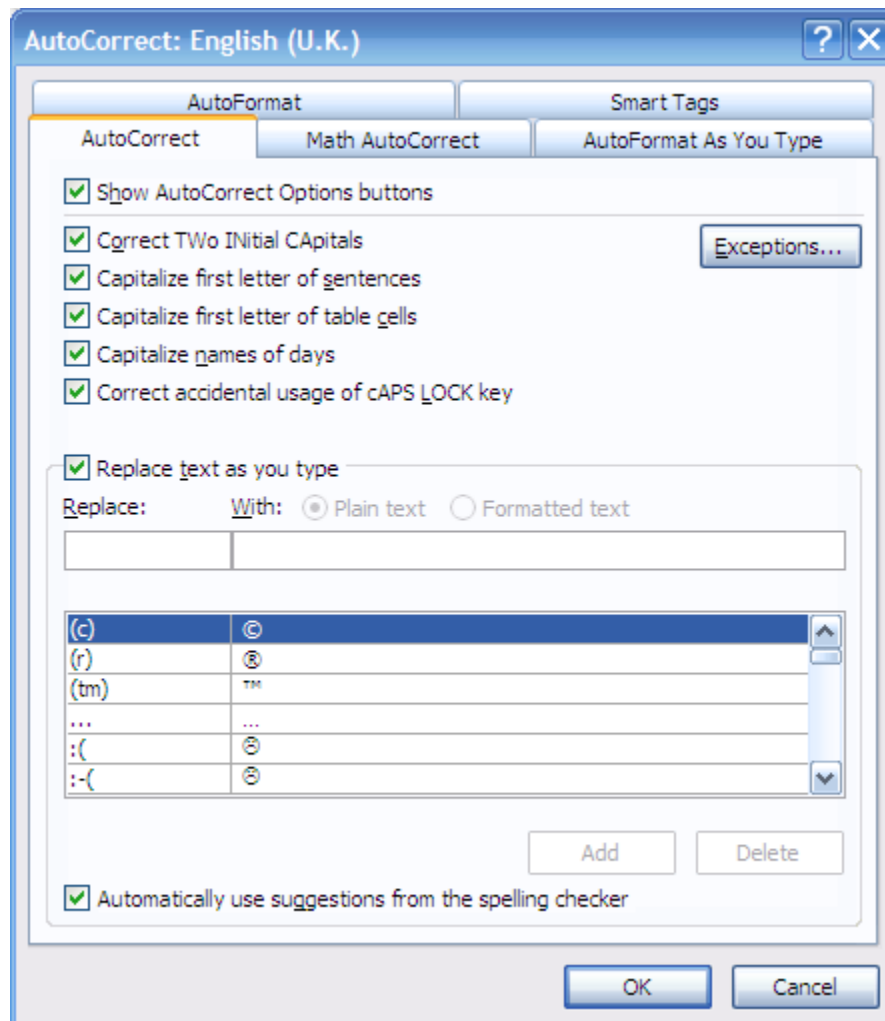 AutoCorrect: English (U.K.)
AutoFormat Smart Tags
AutoCorrect Math AutoCorrect AutoFormat As You Type
Show AutoCorrect Options buttons
Correct TWo INitial CApitals Exceptions...
Capitalize first letter of sentences
Capitalize first letter of table cells
Capitalize names of days
Correct accidental usage of cAPS LOCK key
Replace text as you type
Replace: With: Plain text Formatted text
(c) ©
(r) ®
(tm) ™
... …
:( ☹
:-( ☹
Add Delete
Automatically use suggestions from the spelling checker
OK Cancel